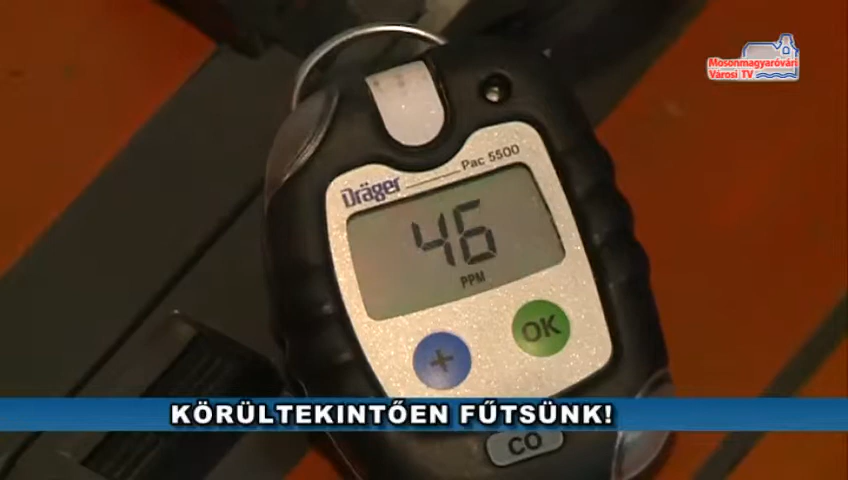 Mosonmagyaróvári
Városi TV
Dräger
Pac 5500
46
PPM
+
OK
KÖRÜLTEKINTŐEN FŰTSÜNK!
CO